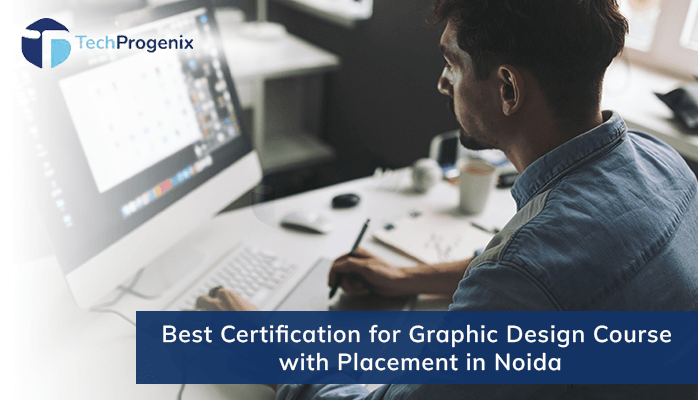 TechProgenix
Best Certification for Graphic Design Course
with Placement in Noida